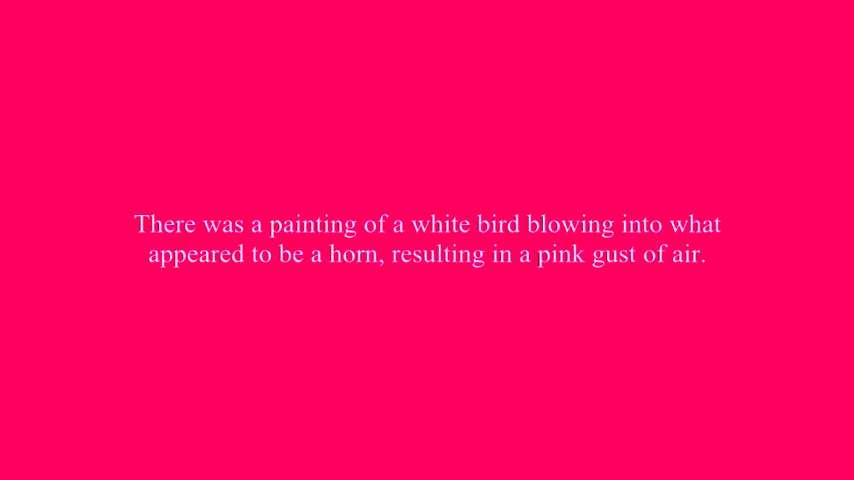 There was a painting of a white bird blowing into what
appeared to be a horn, resulting in a pink gust of air.